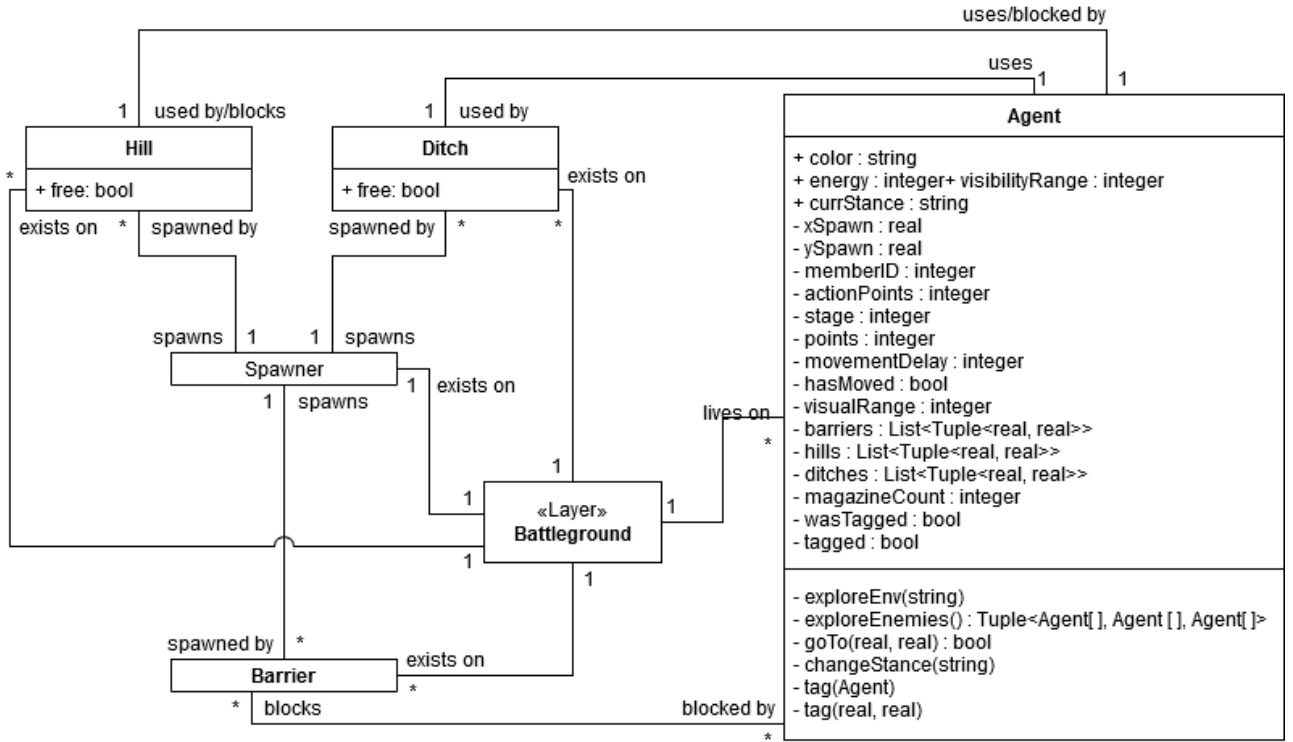 uses/blocked by
uses
1
1
1
used by/blocks
1
used by
Hill
+ free: bool
Ditch
+ free: bool
*
exists on
*
spawned by
spawned by
*
exists on
*
spawns
1
1
spawns
Spawner
1
spawns
1
exists on
1
1
1
1
1
«Layer»
Battleground
lives on
*
spawned by
*
Barrier
exists on
*
*
blocks
blocked by
*
Agent
+ color : string
+ energy : integer+ visibilityRange : integer
+ currStance : string
- xSpawn : real
- ySpawn : real
- memberID : integer
- actionPoints : integer
- stage : integer
- points : integer
- movementDelay : integer
- hasMoved : bool
- visualRange : integer
- barriers : List<Tuple<real, real>>
- hills : List<Tuple<real, real>>
- ditches : List<Tuple<real, real>>
- magazineCount : integer
- wasTagged : bool
- tagged : bool
- exploreEnv(string)
- exploreEnemies() : Tuple<Agent[ ], Agent [ ], Agent[ ]>
- goTo(real, real) : bool
- changeStance(string)
- tag(Agent)
- tag(real, real)